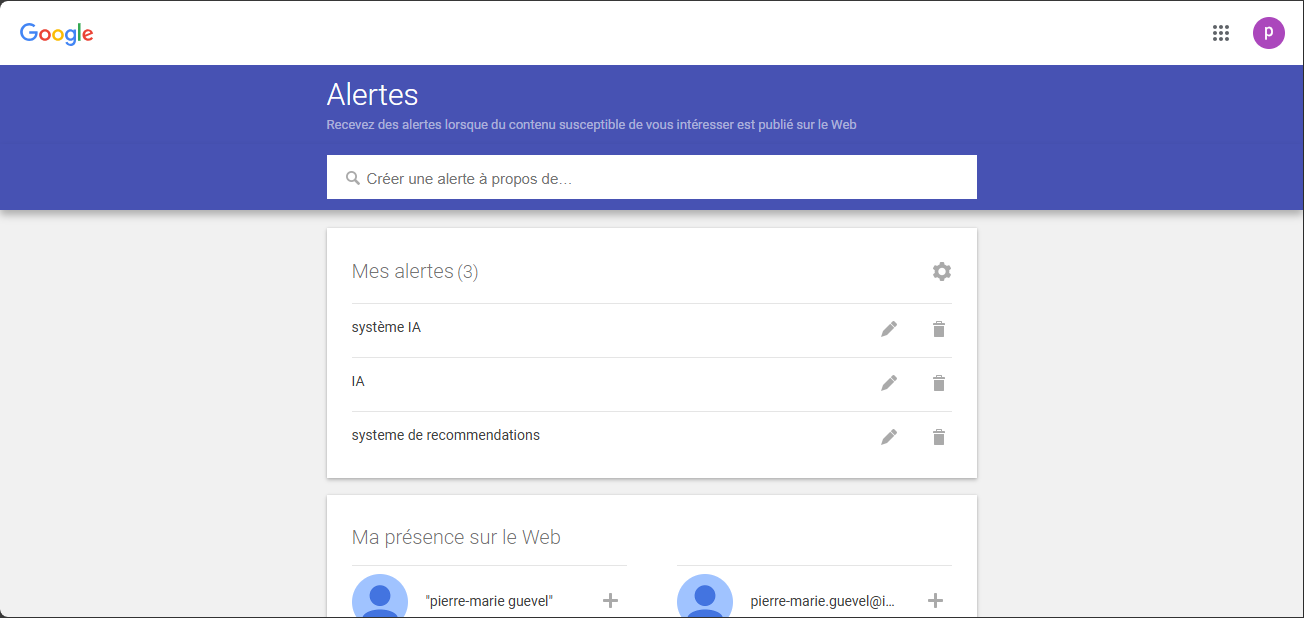 Google
p
Alertes
Recevez des alertes lorsque du contenu susceptible de vous intéresser est publié sur le Web
Créer une alerte à propos de…
Mes alertes (3)
système IA
IA
systeme de recommendations
Ma présence sur le Web
"pierre-marie guevel"
pierre-marie.guevel@i...